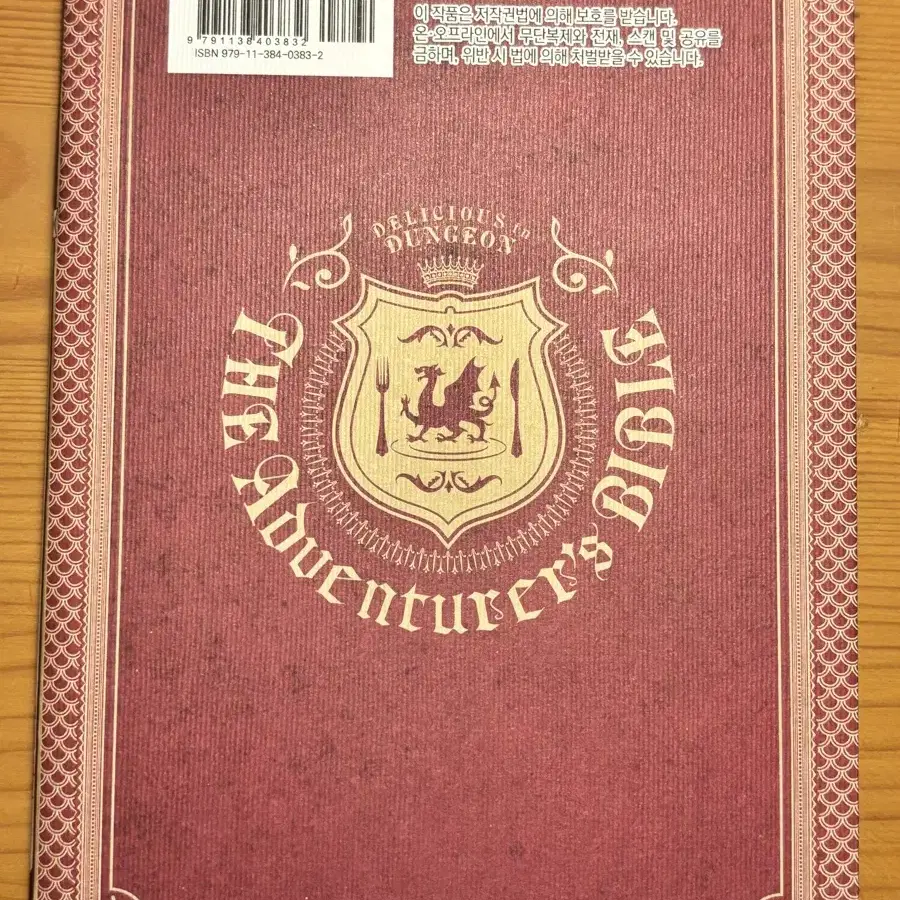 9 791138 403832
ISBN 979-11-384-0383-2
이 작품은 저작권법에 의해 보호를 받습니다.
온·오프라인에서 무단복제와 전재, 스캔 및 공유를
금하며, 위반 시 법에 의해 처벌받을 수 있습니다.
DELICIOUS in
DUNGEON
THE Adventurer's BIBLE